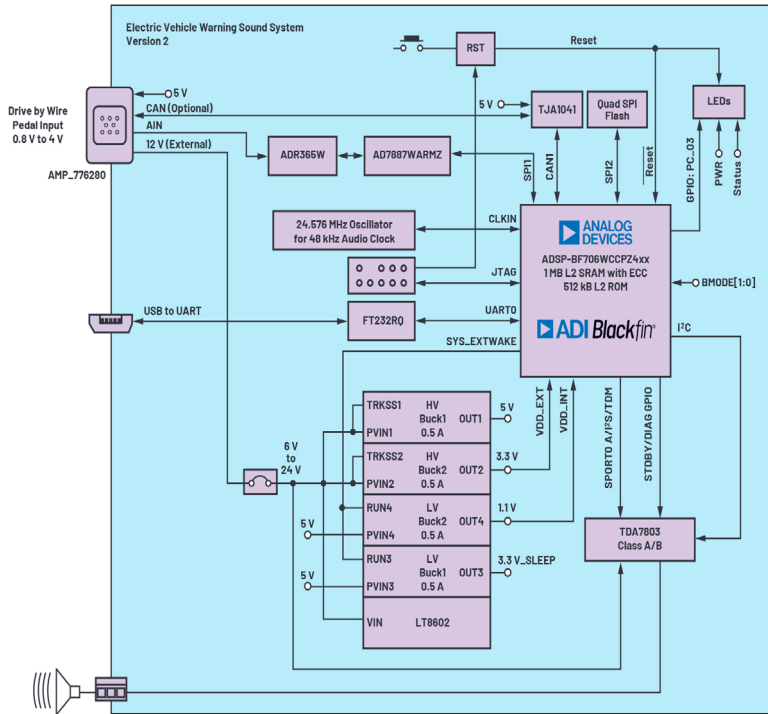 Electric Vehicle Warning Sound System
Version 2
RST
Reset
5 V
CAN (Optional)
AIN
12 V (External)
Drive by Wire
Pedal Input
0.8 V to 4 V
AMP_776280
5 V
TJA1041
Quad SPI
Flash
LEDs
ADR365W
AD7887WARMZ
SPI1
CAN1
SPI2
Reset
GPIO: PC_03
PWR
Status
24.576 MHz Oscillator
for 48 kHz Audio Clock
CLKIN
ANALOG
DEVICES
ADSP-BF706WCCPZ4xx
1 MB L2 SRAM with ECC
512 kB L2 ROM
JTAG
BMODE[1:0]
USB to UART
FT232RQ
UART0
ADI Blackfin®
I²C
SYS_EXTWAKE
VDD_EXT
VDD_INT
SPORT0 A/I²S/TDM
STDBY/DIAG GPIO
TRKSS1
HV
Buck1
0.5 A
OUT1
5 V
PVIN1
6 V
to
24 V
TRKSS2
HV
Buck2
0.5 A
OUT2
3.3 V
PVIN2
RUN4
LV
Buck2
0.5 A
OUT4
1.1 V
5 V
PVIN4
RUN3
LV
Buck1
0.5 A
OUT3
3.3 V_SLEEP
5 V
PVIN3
VIN
LT8602
TDA7803
Class A/B